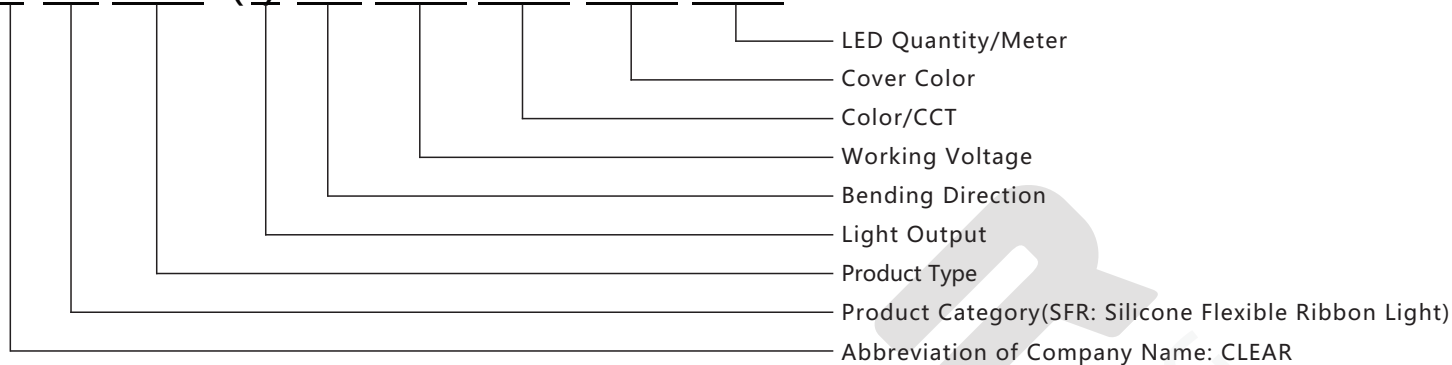 LED Quantity/Meter
Cover Color
Color/CCT
Working Voltage
Bending Direction
Light Output
Product Type
Product Category(SFR: Silicone Flexible Ribbon Light)
Abbreviation of Company Name: CLEAR